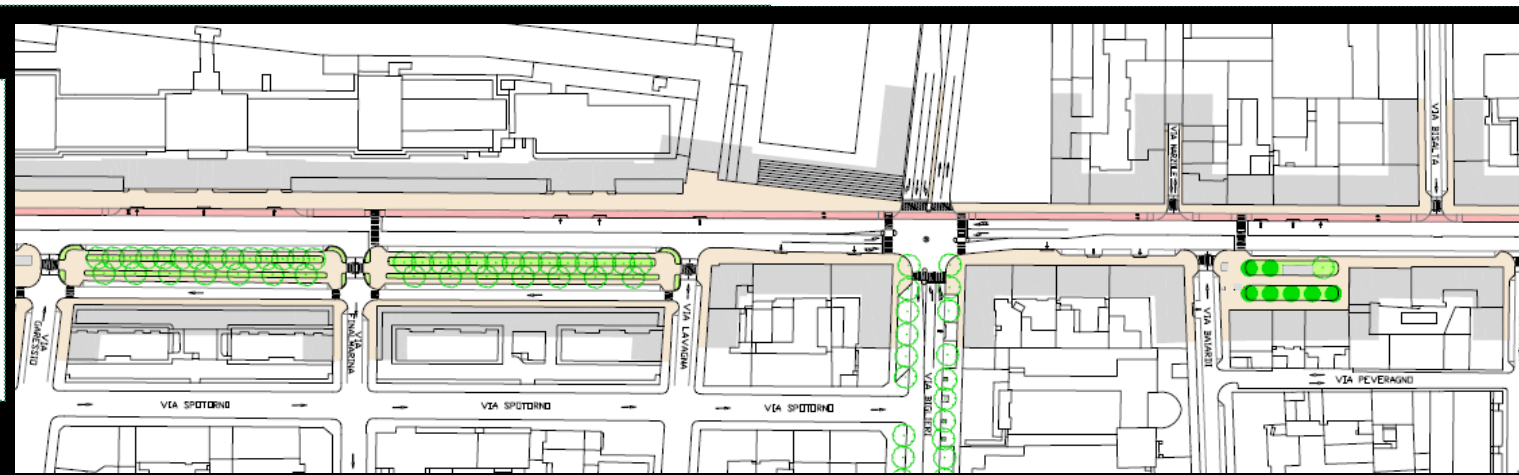 VIA BISALTA
VIA NARZOLE
VIA GARESSIO
VIA FINALMARINA
VIA LAVAGNA
VIA BIGLIERI
VIA BAIARDI
VIA PEVERAGNO
VIA SPOTORNO
VIA SPOTORNO
VIA SPOTORNO